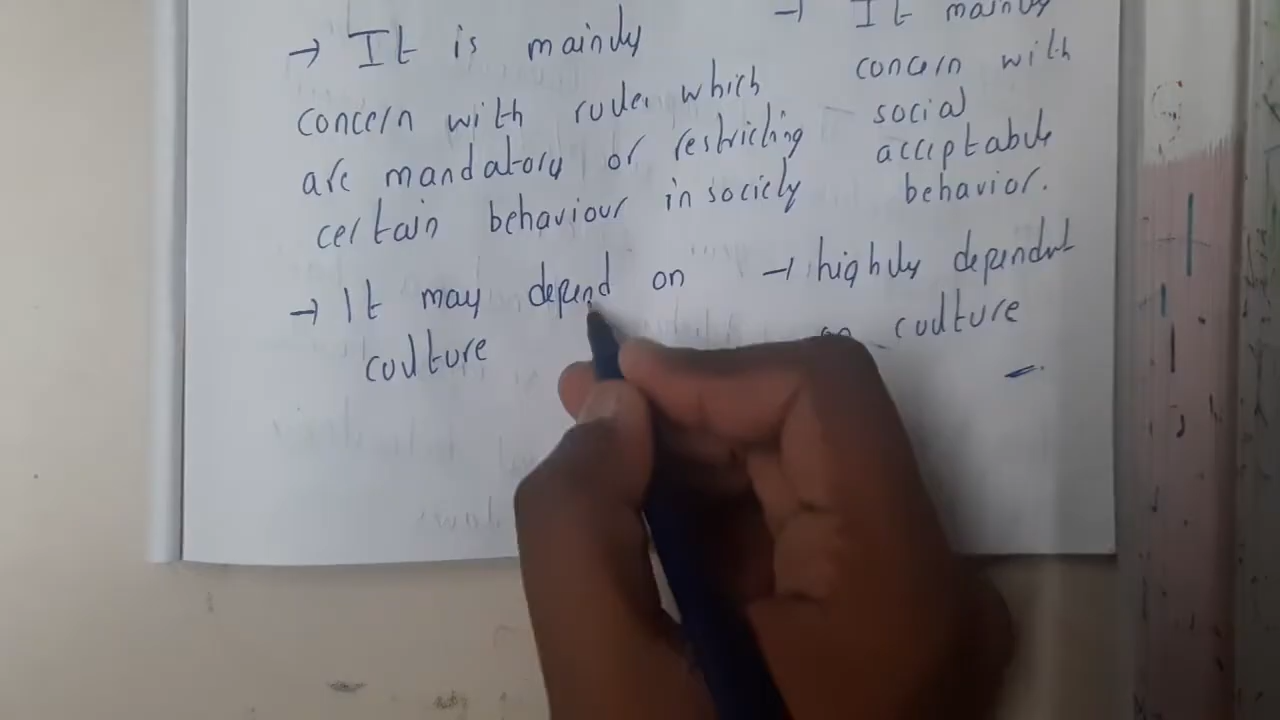 → It is mainly
concern with rules which
are mandatory or restricting
certain behaviour in society
→ It may depend on
culture
→ It mainly
concern with
social
acceptable
behavior.
→ highly dependent
on culture